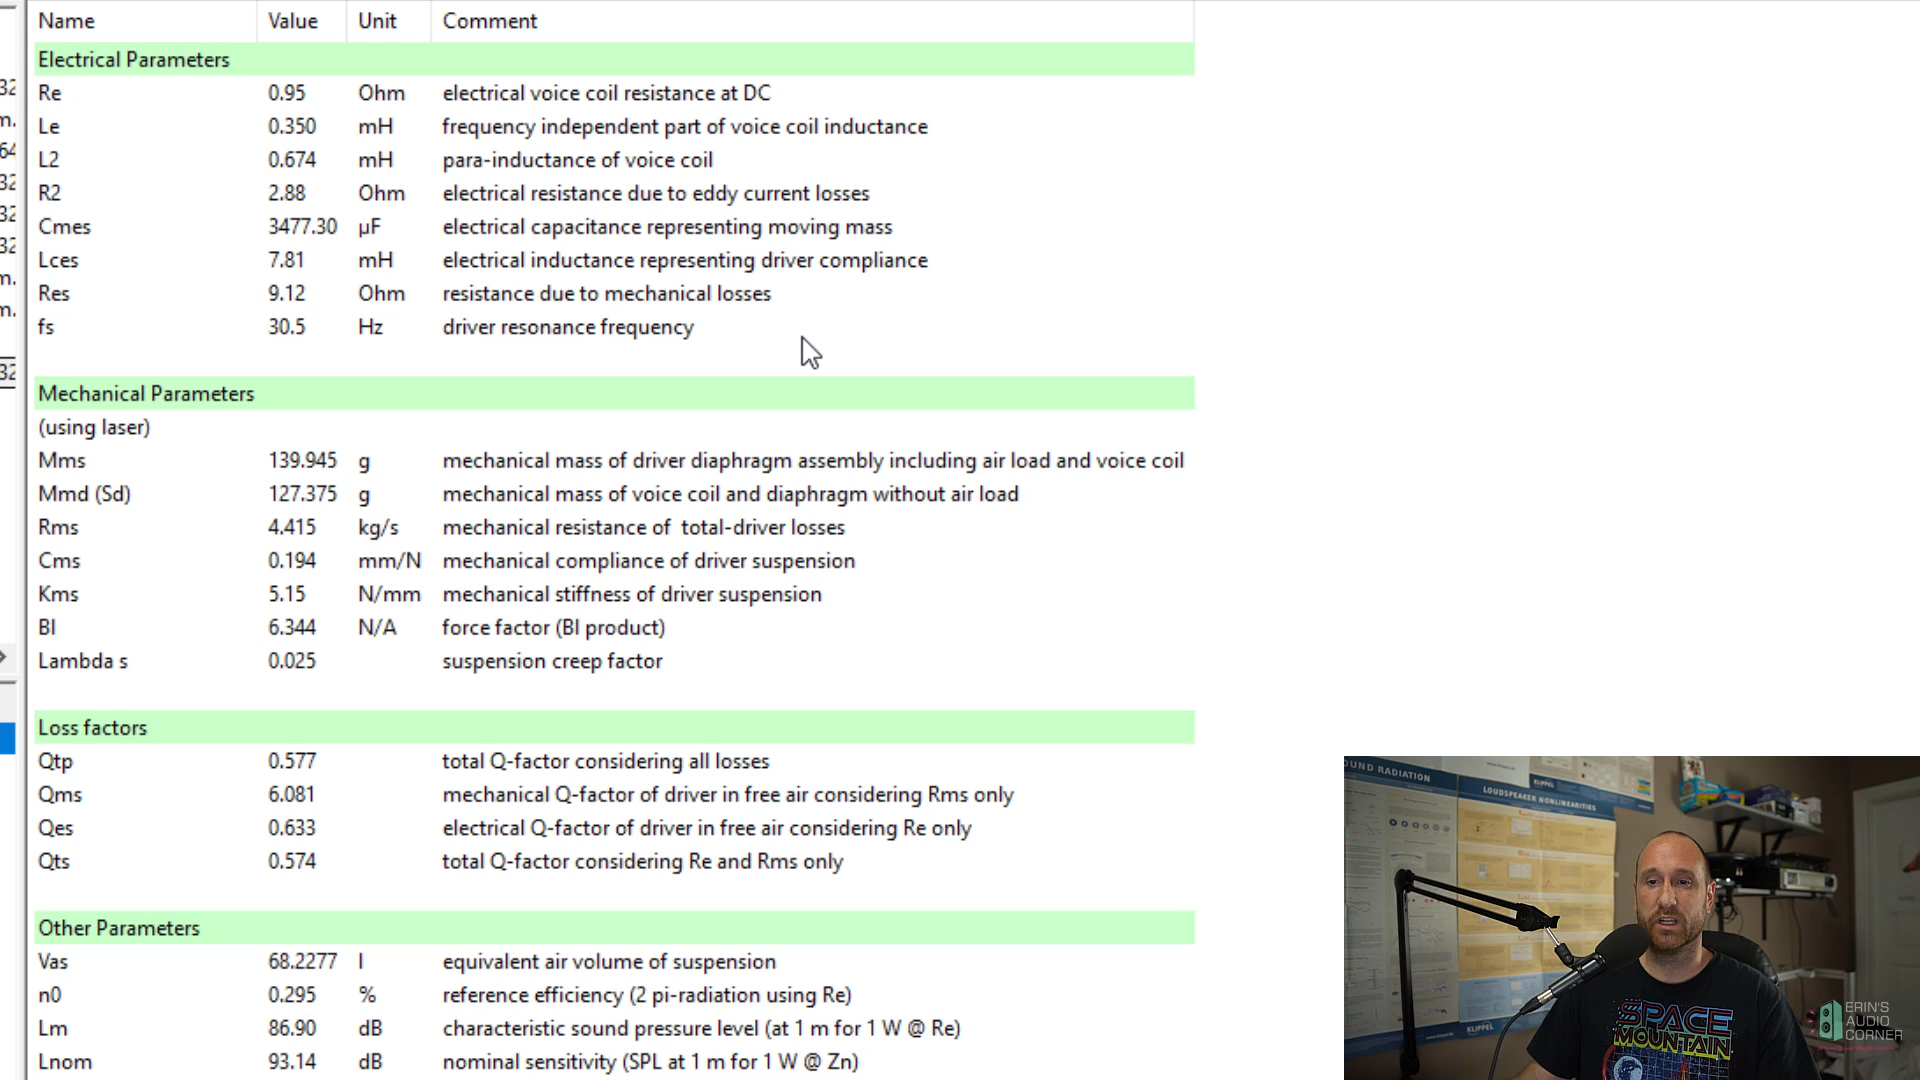 Name Value Unit Comment
Electrical Parameters
Re 0.95 Ohm electrical voice coil resistance at DC
Le 0.350 mH frequency independent part of voice coil inductance
L2 0.674 mH para-inductance of voice coil
R2 2.88 Ohm electrical resistance due to eddy current losses
Cmes 3477.30 µF electrical capacitance representing moving mass
Lces 7.81 mH electrical inductance representing driver compliance
Res 9.12 Ohm resistance due to mechanical losses
fs 30.5 Hz driver resonance frequency
Mechanical Parameters
(using laser)
Mms 139.945 g mechanical mass of driver diaphragm assembly including air load and voice coil
Mmd (Sd) 127.375 g mechanical mass of voice coil and diaphragm without air load
Rms 4.415 kg/s mechanical resistance of total-driver losses
Cms 0.194 mm/N mechanical compliance of driver suspension
Kms 5.15 N/mm mechanical stiffness of driver suspension
Bl 6.344 N/A force factor (Bl product)
Lambda s 0.025 suspension creep factor
Loss factors
Qtp 0.577 total Q-factor considering all losses
Qms 6.081 mechanical Q-factor of driver in free air considering Rms only
Qes 0.633 electrical Q-factor of driver in free air considering Re only
Qts 0.574 total Q-factor considering Re and Rms only
Other Parameters
Vas 68.2277 l equivalent air volume of suspension
n0 0.295 % reference efficiency (2 pi-radiation using Re)
Lm 86.90 dB characteristic sound pressure level (at 1 m for 1 W @ Re)
Lnom 93.14 dB nominal sensitivity (SPL at 1 m for 1 W @ Zn)
OUND RADIATION
KLIPPEL
LOUDSPEAKER NONLINEARITIES
KLIPPEL
SPACE
MOUNTAIN
ERIN'S
AUDIO
CORNER